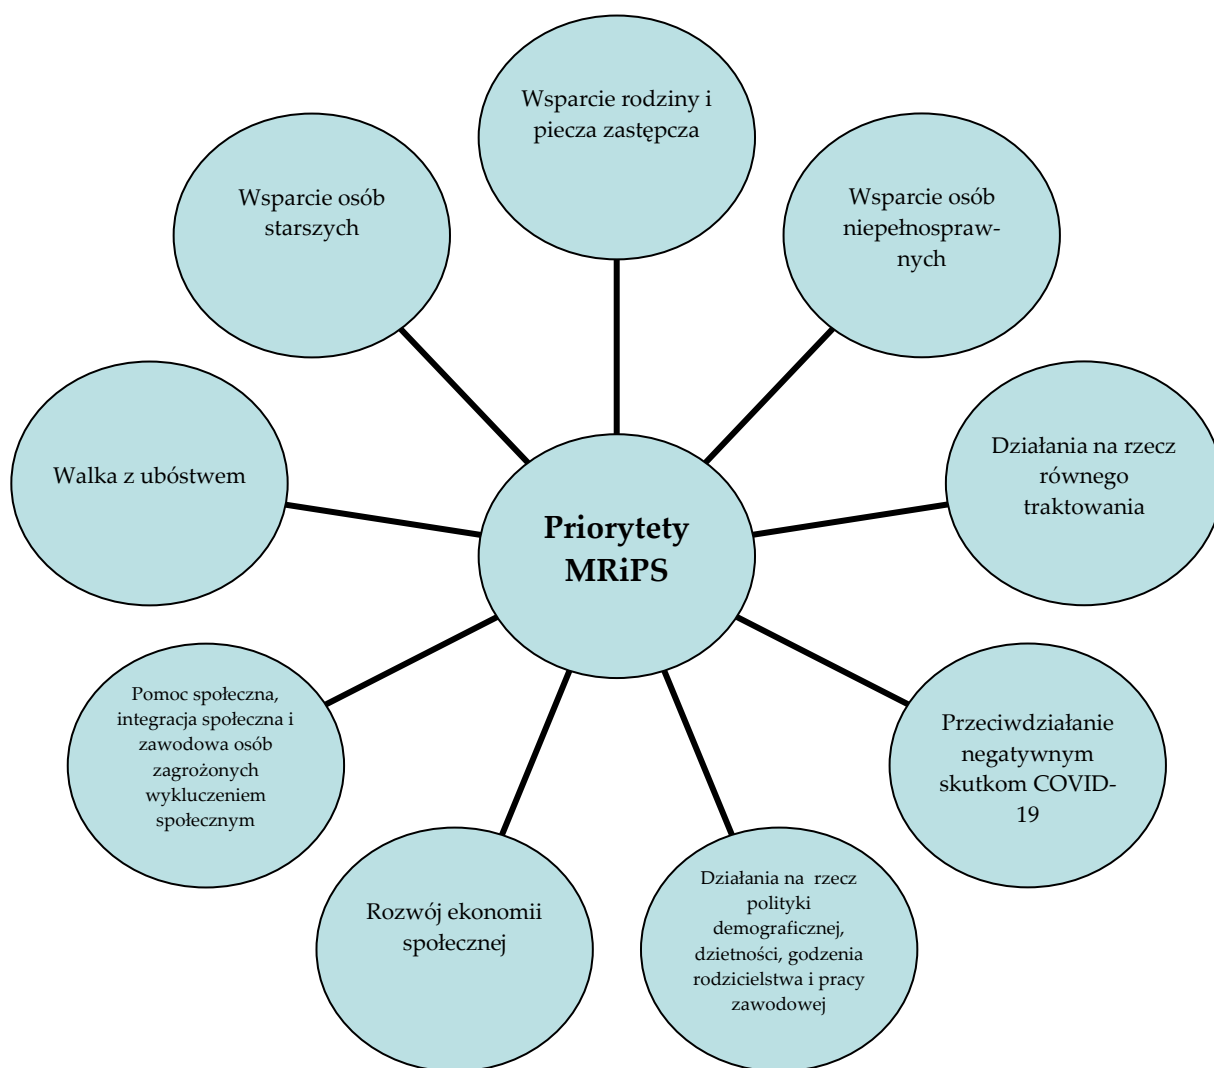 Wsparcie rodziny i
piecza zastępcza
Wsparcie osób
starszych
Wsparcie osób
niepełnospraw-
nych
Walka z ubóstwem
Działania na rzecz
równego
traktowania
Priorytety
MRiPS
Pomoc społeczna,
integracja społeczna i
zawodowa osób
zagrożonych
wykluczeniem
społecznym
Przeciwdziałanie
negatywnym
skutkom COVID-
19
Rozwój ekonomii
społecznej
Działania na  rzecz
polityki
demograficznej,
dzietności, godzenia
rodzicielstwa i pracy
zawodowej